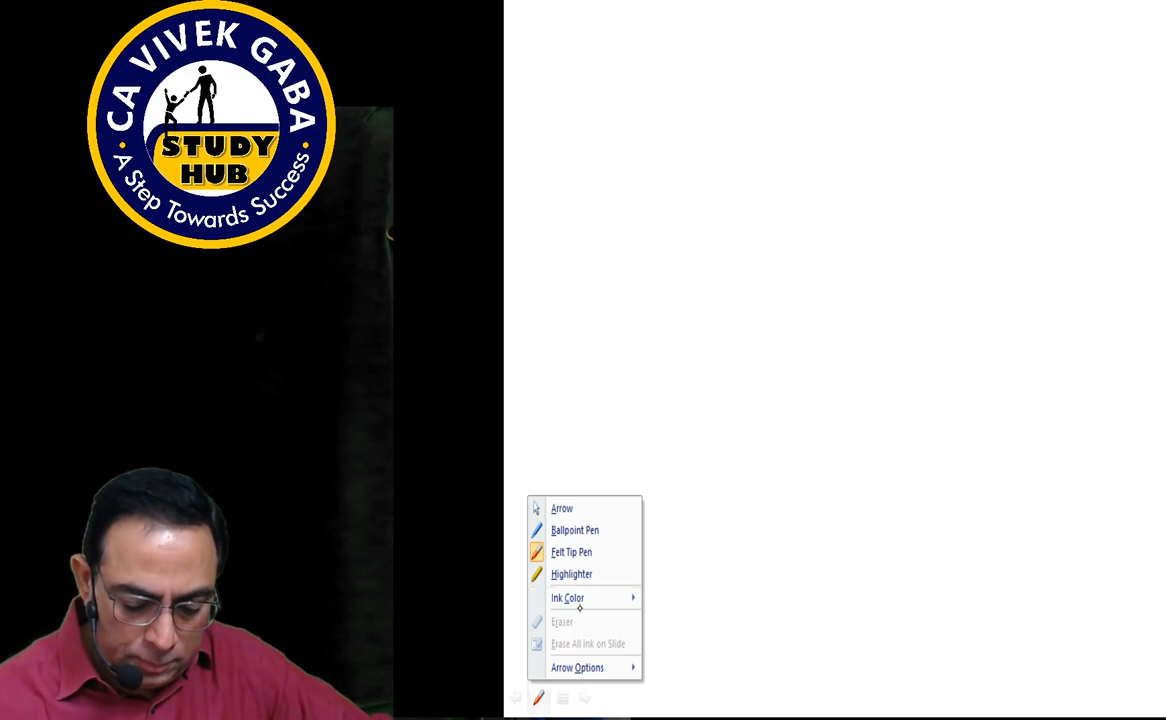 CA VIVEK GABA
STUDY
HUB
A Step Towards Success
Arrow
Ballpoint Pen
Felt Tip Pen
Highlighter
Ink Color
Eraser
Erase All Ink on Slide
Arrow Options